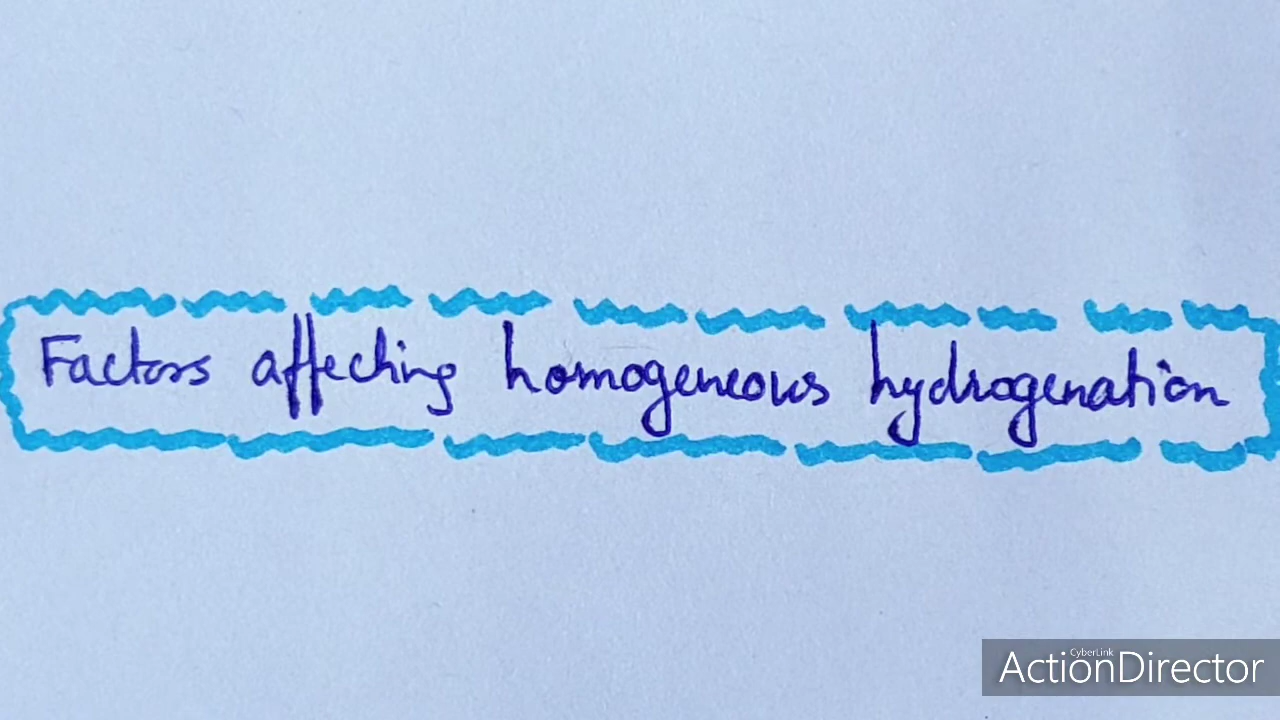 Factors affecting homogeneous hydrogenation
CyberLink
ActionDirector